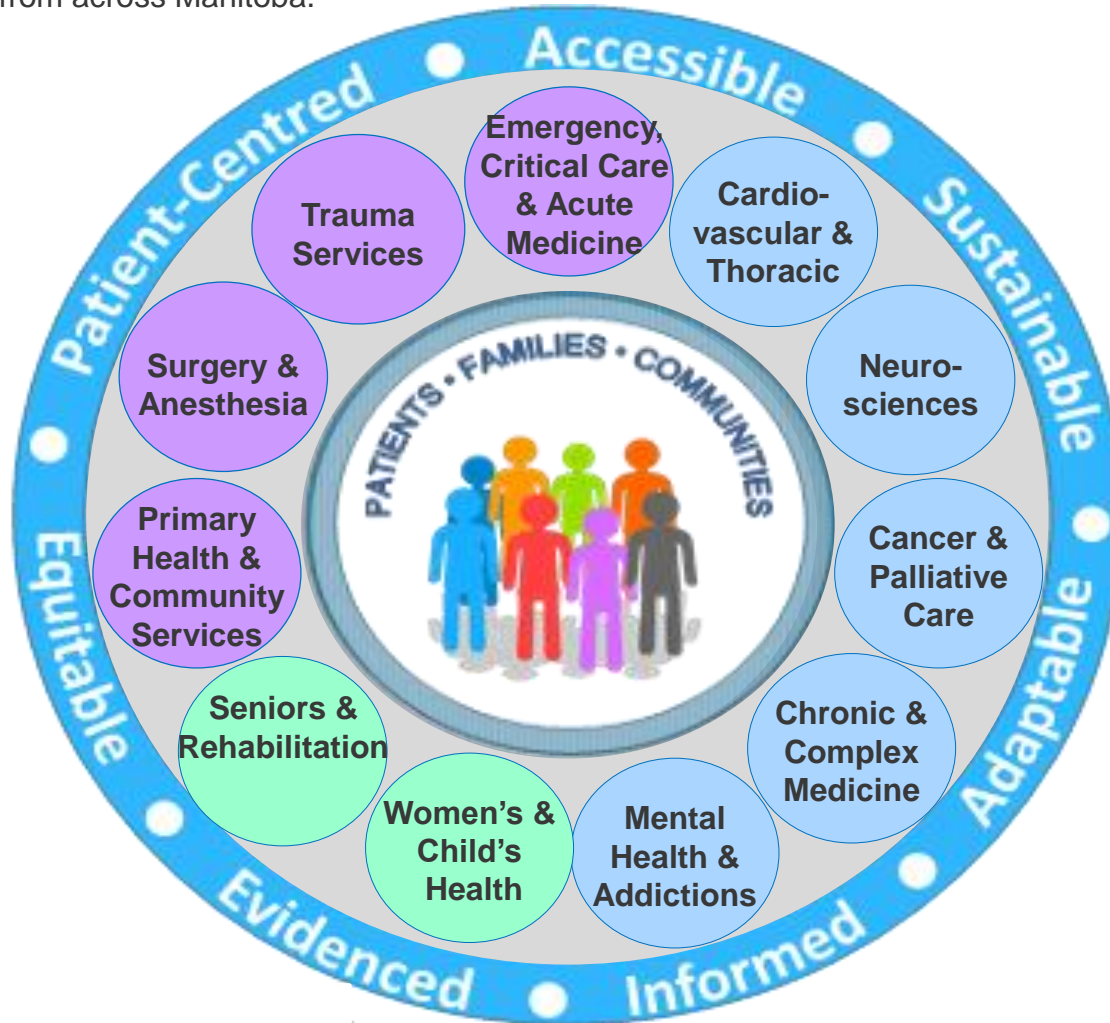 from across Manitoba.
Patient-Centred • Accessible • Sustainable • Adaptable • Informed • Evidenced • Equitable •
Emergency,
Critical Care
& Acute
Medicine
Cardio-
vascular &
Thoracic
Neuro-
sciences
Cancer &
Palliative
Care
Chronic &
Complex
Medicine
Mental
Health &
Addictions
Women’s &
Child’s
Health
Seniors &
Rehabilitation
Primary
Health &
Community
Services
Surgery &
Anesthesia
Trauma
Services
PATIENTS • FAMILIES • COMMUNITIES